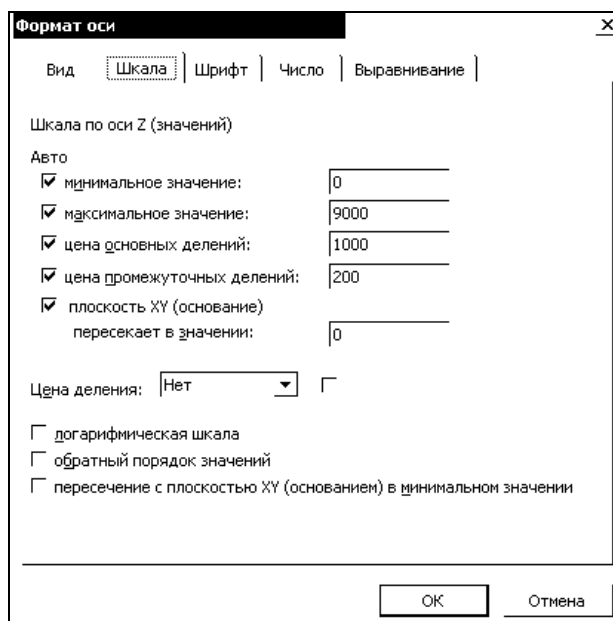 Формат оси
Вид Шкала Шрифт Число Выравнивание
Шкала по оси Z (значений)
Авто
минимальное значение: 0
максимальное значение: 9000
цена основных делений: 1000
цена промежуточных делений: 200
плоскость XY (основание)
пересекает в значении: 0
Цена деления: Нет
логарифмическая шкала
обратный порядок значений
пересечение с плоскостью XY (основанием) в минимальном значении
ОК Отмена